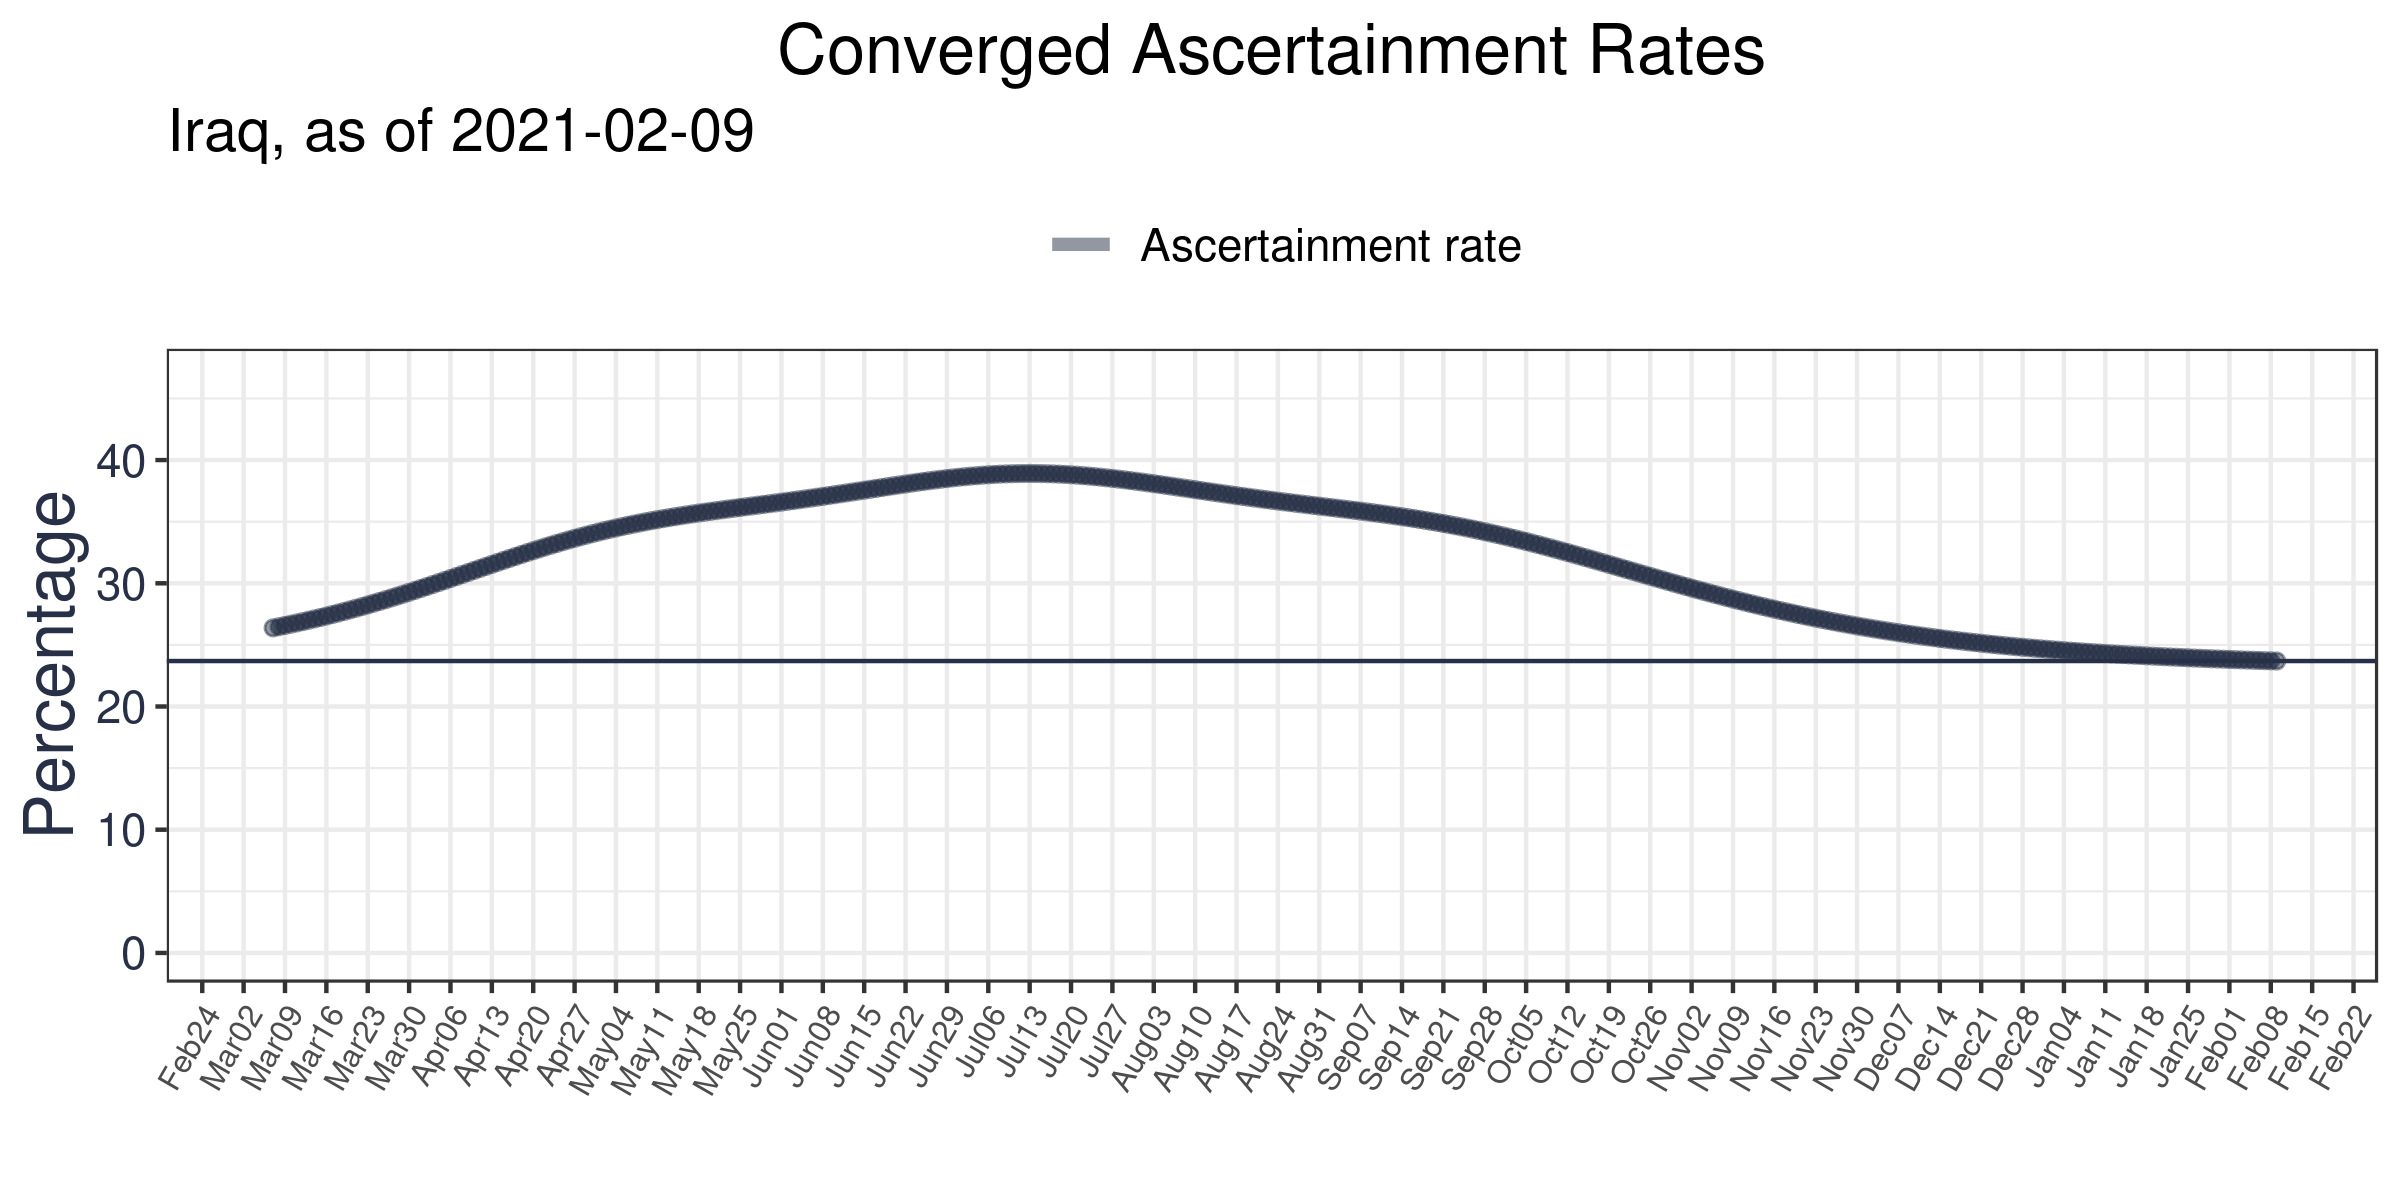 Converged Ascertainment Rates
Iraq, as of 2021-02-09
Ascertainment rate
Percentage
40
30
20
10
0
Feb24 Mar02 Mar09 Mar16 Mar23 Mar30 Apr06 Apr13 Apr20 Apr27 May04 May11 May18 May25 Jun01 Jun08 Jun15 Jun22 Jun29 Jul06 Jul13 Jul20 Jul27 Aug03 Aug10 Aug17 Aug24 Aug31 Sep07 Sep14 Sep21 Sep28 Oct05 Oct12 Oct19 Oct26 Nov02 Nov09 Nov16 Nov23 Nov30 Dec07 Dec14 Dec21 Dec28 Jan04 Jan11 Jan18 Jan25 Feb01 Feb08 Feb15 Feb22